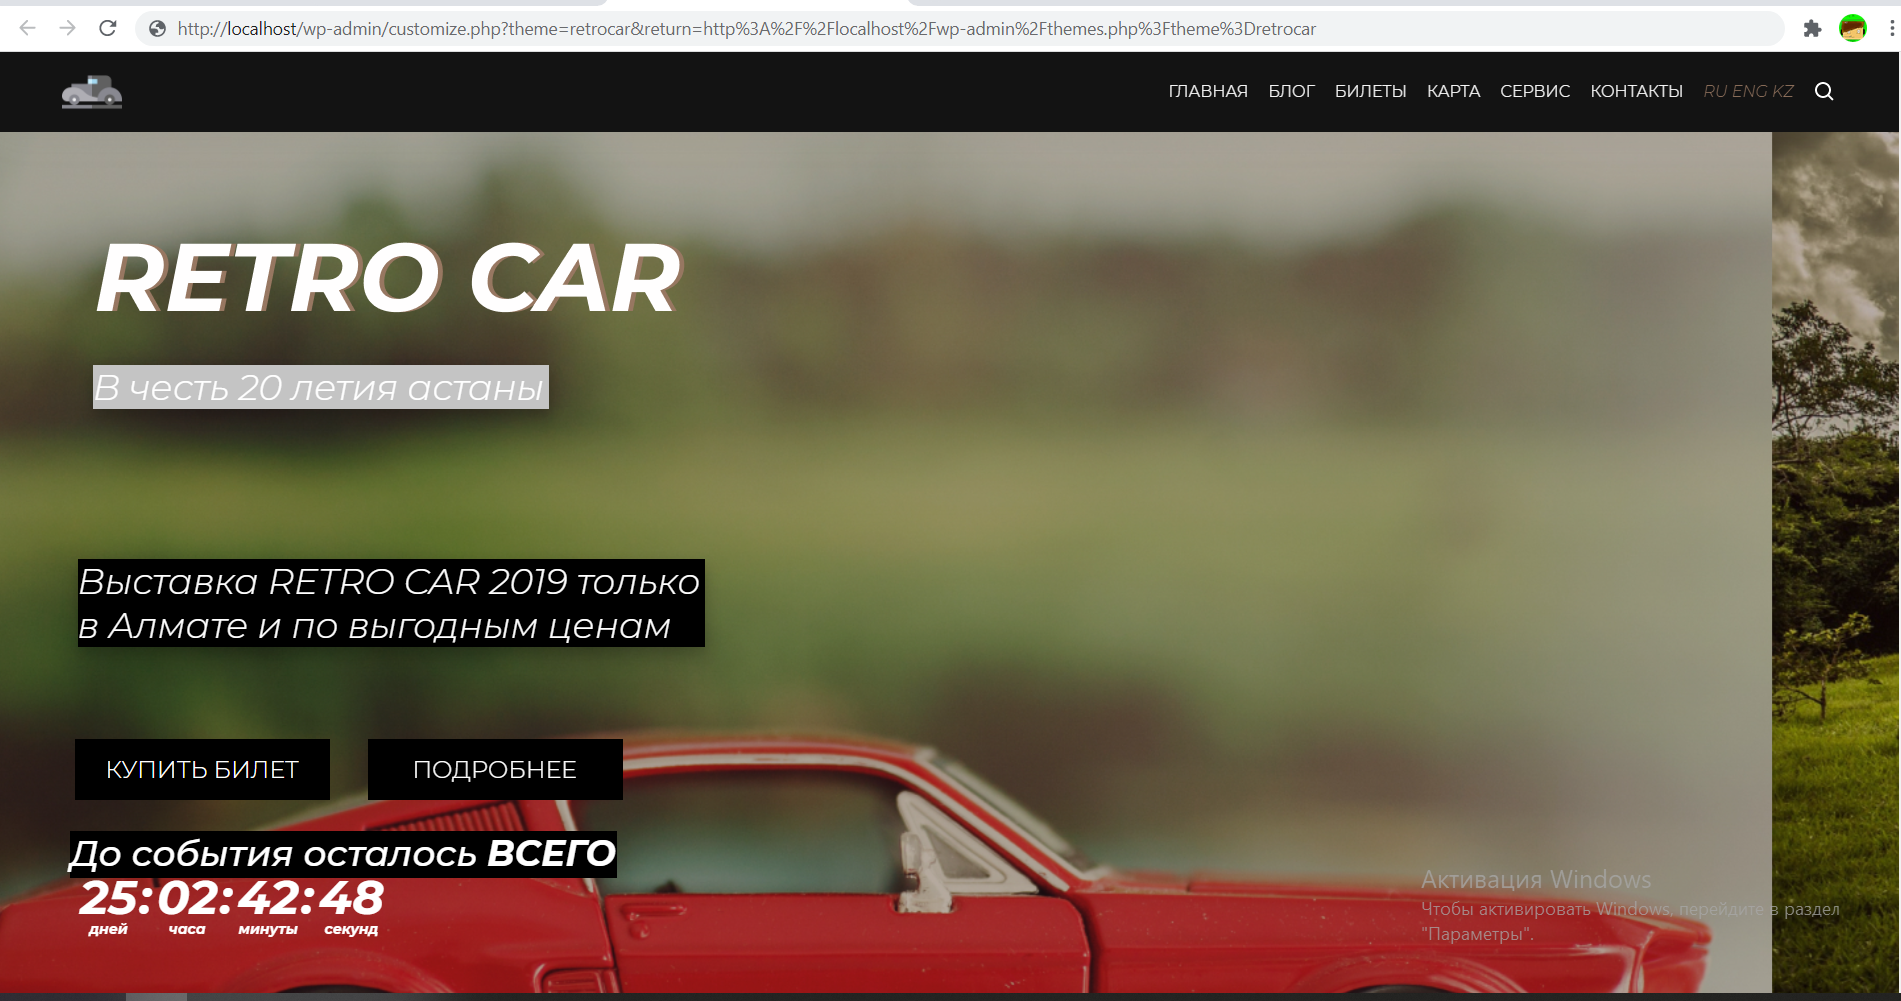 http://localhost/wp-admin/customize.php?theme=retrocar&return=http%3A%2F%2Flocalhost%2Fwp-admin%2Fthemes.php%3Ftheme%3Dretrocar
ГЛАВНАЯ БЛОГ БИЛЕТЫ КАРТА СЕРВИС КОНТАКТЫ RU ENG KZ
RETRO CAR
В честь 20 летия астаны
Выставка RETRO CAR 2019 только
в Алмате и по выгодным ценам
КУПИТЬ БИЛЕТ ПОДРОБНЕЕ
До события осталось ВСЕГО
25:02:42:48
дней часа минуты секунд
Активация Windows
Чтобы активировать Windows, перейдите в раздел
"Параметры".